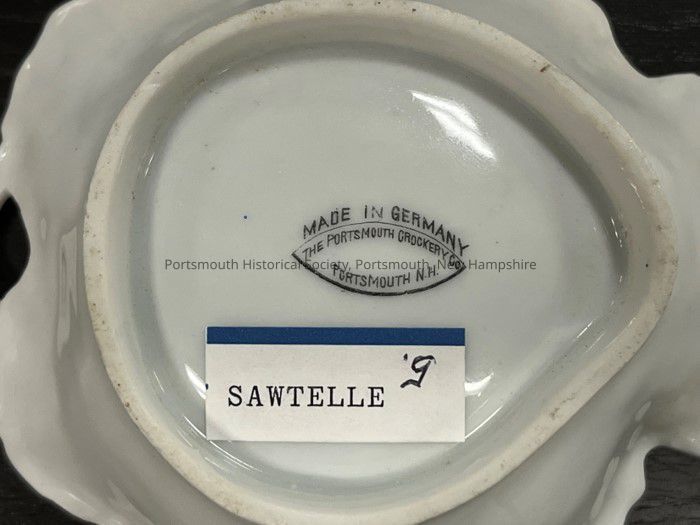 MADE IN GERMANY
THE PORTSMOUTH CROCKERY CO.
PORTSMOUTH N.H.
Portsmouth Historical Society, Portsmouth, New Hampshire
SAWTELLE